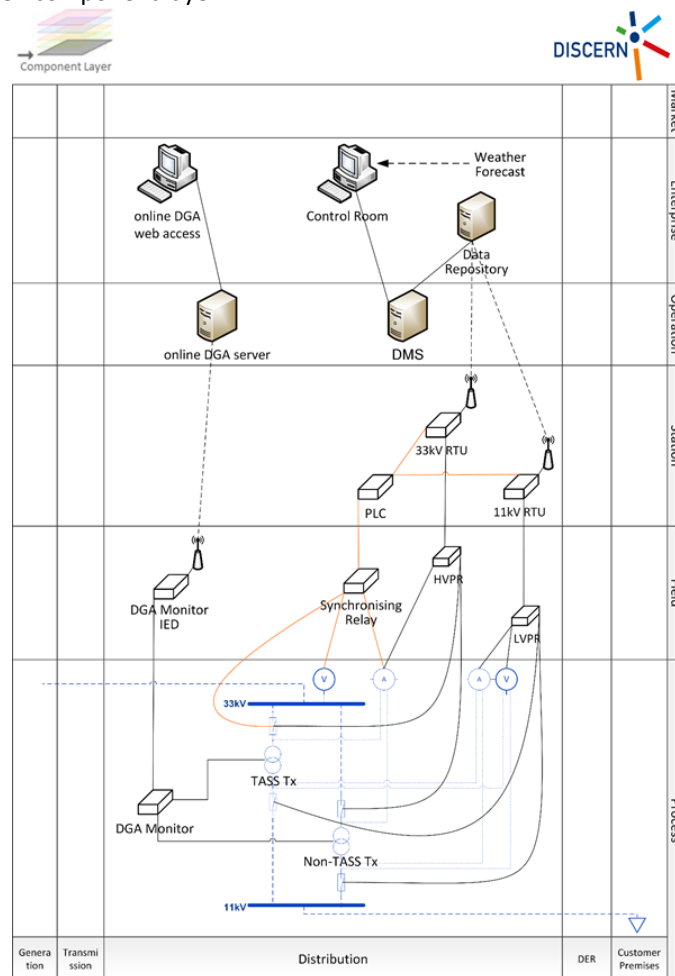 Component Layer
DISCERN
Market
Enterprise
Weather
Forecast
online DGA
web access
Control Room
Data
Repository
Operation
online DGA server
DMS
Station
33kV RTU
PLC
11kV RTU
Field
DGA Monitor
IED
Synchronising
Relay
HVPR
LVPR
V
A
A
V
33kV
TASS Tx
DGA Monitor
Non-TASS Tx
11kV
Process
Genera
tion
Transmi
ssion
Distribution
DER
Customer
Premises